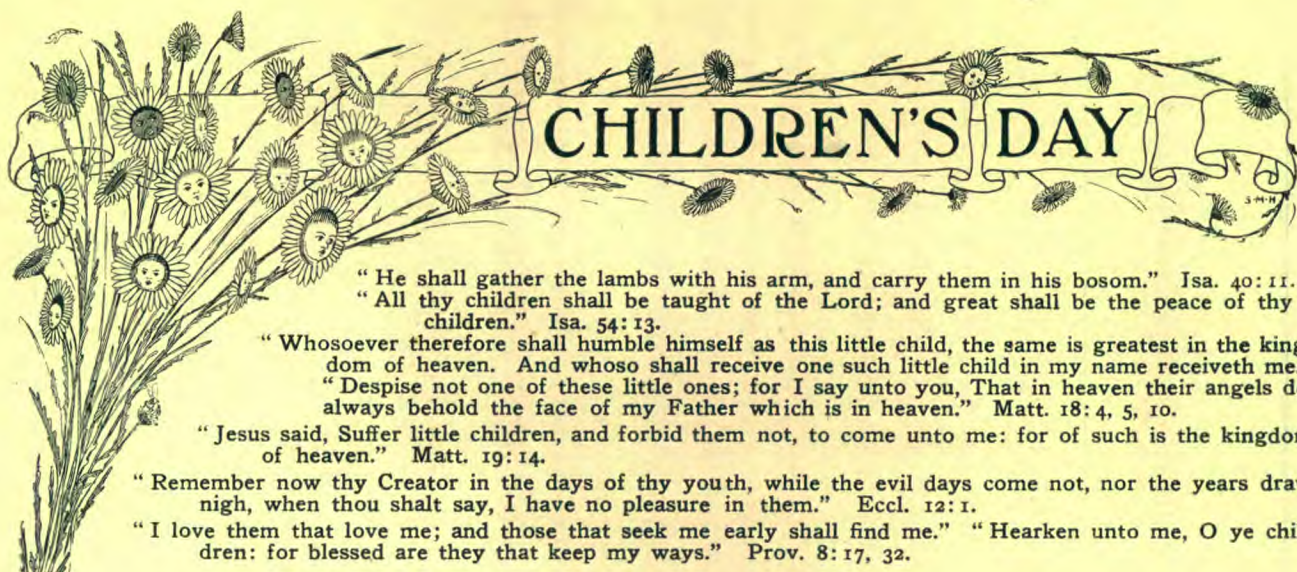 CHILDREN'S DAY
S·M·H
“ He shall gather the lambs with his arm, and carry them in his bosom.” Isa. 40: 11.
“ All thy children shall be taught of the Lord; and great shall be the peace of thy
children.” Isa. 54: 13.
“ Whosoever therefore shall humble himself as this little child, the same is greatest in the king
dom of heaven. And whoso shall receive one such little child in my name receiveth me.
“ Despise not one of these little ones; for I say unto you, That in heaven their angels d
always behold the face of my Father which is in heaven.” Matt. 18: 4, 5, 10.
“ Jesus said, Suffer little children, and forbid them not, to come unto me: for of such is the kingdo
of heaven.” Matt. 19: 14.
“ Remember now thy Creator in the days of thy youth, while the evil days come not, nor the years dra
nigh, when thou shalt say, I have no pleasure in them.” Eccl. 12: 1.
“ I love them that love me; and those that seek me early shall find me.” “ Hearken unto me, O ye chi
dren: for blessed are they that keep my ways.” Prov. 8: 17, 32.